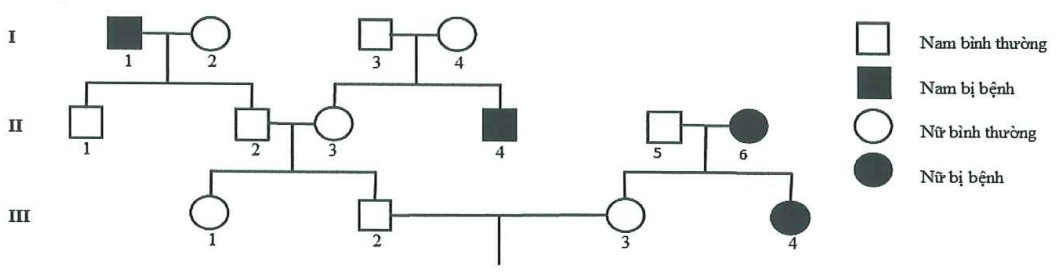 I
1 2 3 4
Nam bình thường
Nam bị bệnh
II
1 2 3 4 5 6
Nữ bình thường
Nữ bị bệnh
III
1 2 3 4